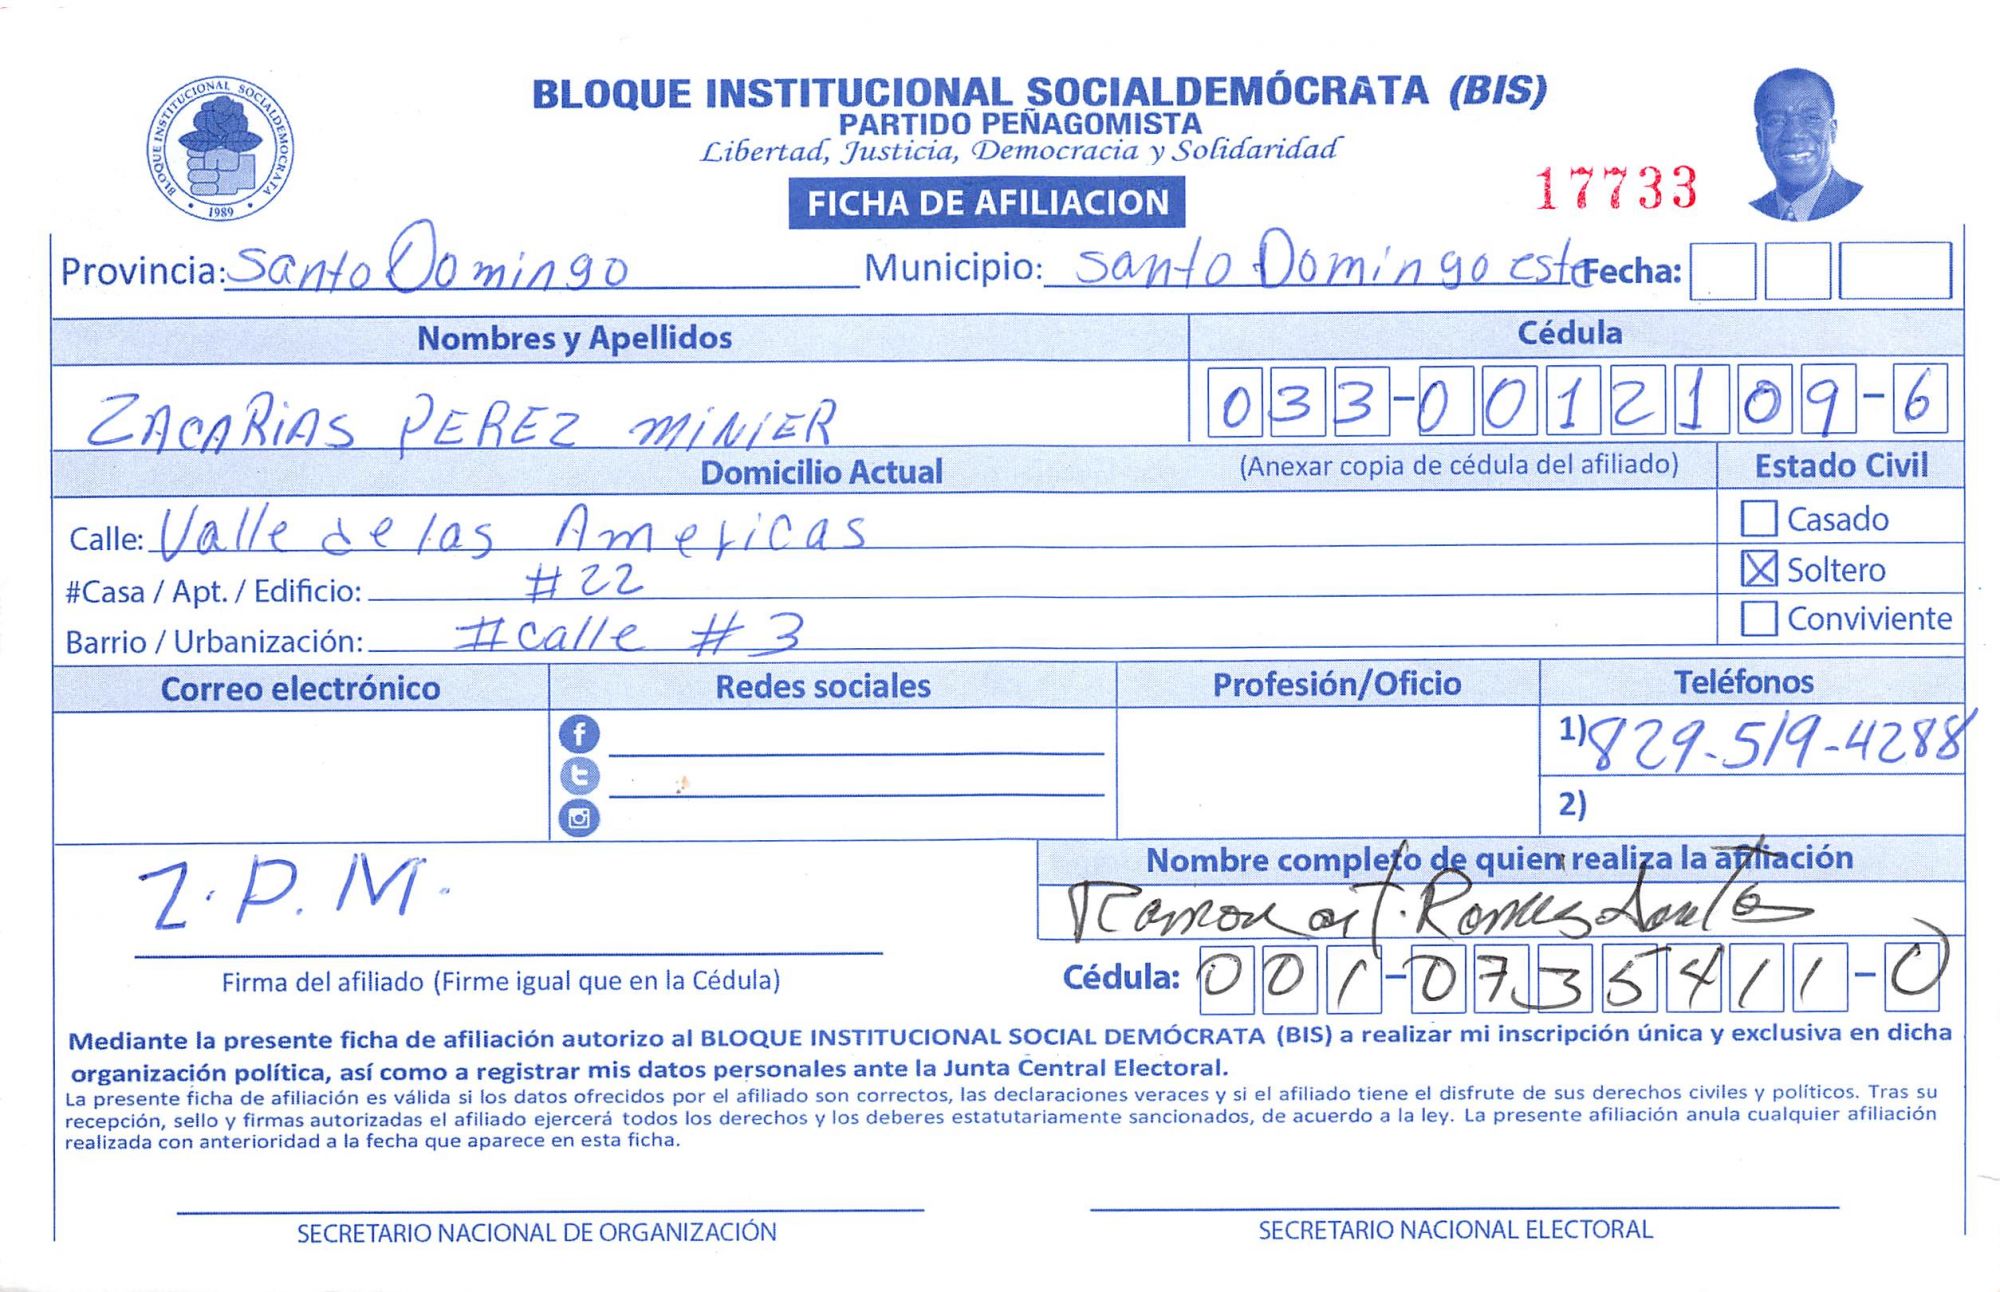 BLOQUE INSTITUCIONAL SOCIALDEMOCRATA
1989
BLOQUE INSTITUCIONAL SOCIALDEMÓCRATA (BIS)
PARTIDO PEÑAGOMISTA
Libertad, Justicia, Democracia y Solidaridad
FICHA DE AFILIACION
17733
Provincia: Santo Domingo Municipio: Santo Domingo este Fecha:
Nombres y Apellidos Cédula
ZACARIAS PEREZ MINIER 033-0012109-6
Domicilio Actual (Anexar copia de cédula del afiliado) Estado Civil
Calle: Valle de las Americas Casado
#Casa / Apt. / Edificio: #22 Soltero
Barrio / Urbanización: #calle #3 Conviviente
Correo electrónico Redes sociales Profesión/Oficio Teléfonos
1) 829-519-4288
2)
Z.P.M. Nombre completo de quien realiza la afiliación
Ramon
Firma del afiliado (Firme igual que en la Cédula) Cédula: 001-0735411-0
Mediante la presente ficha de afiliación autorizo al BLOQUE INSTITUCIONAL SOCIAL DEMÓCRATA (BIS) a realizar mi inscripción única y exclusiva en dicha
organización política, así como a registrar mis datos personales ante la Junta Central Electoral.
La presente ficha de afiliación es válida si los datos ofrecidos por el afiliado son correctos, las declaraciones veraces y si el afiliado tiene el disfrute de sus derechos civiles y políticos. Tras su
recepción, sello y firmas autorizadas el afiliado ejercerá todos los derechos y los deberes estatutariamente sancionados, de acuerdo a la ley. La presente afiliación anula cualquier afiliación
realizada con anterioridad a la fecha que aparece en esta ficha.
SECRETARIO NACIONAL DE ORGANIZACIÓN SECRETARIO NACIONAL ELECTORAL